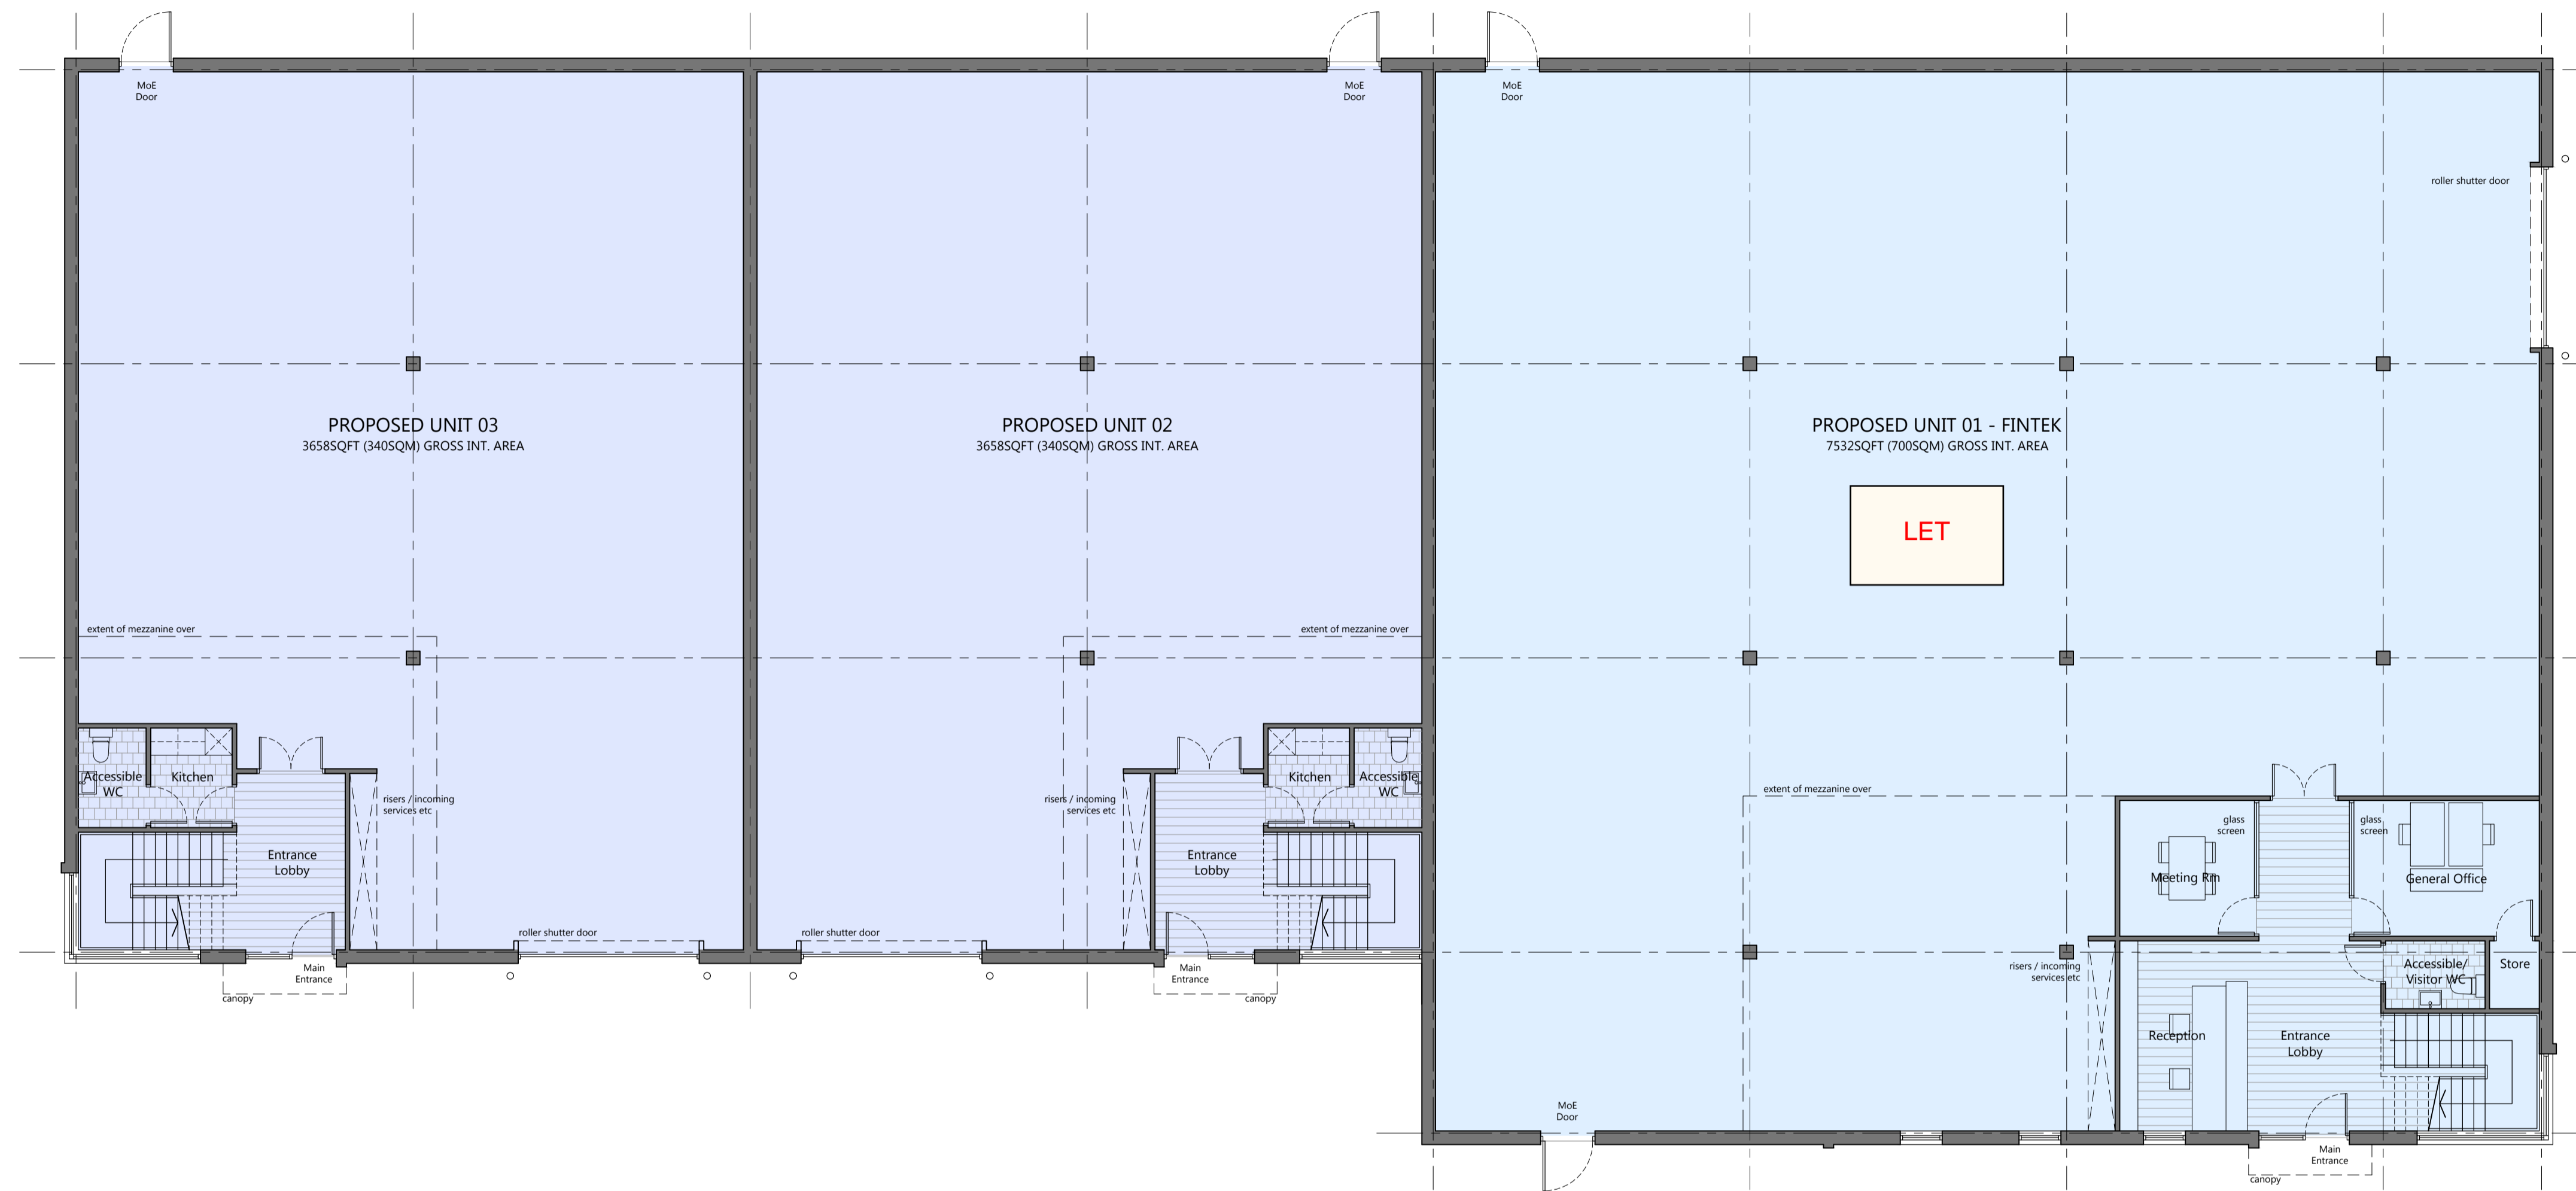 MoE
Door
MoE
Door
MoE
Door
roller shutter door
PROPOSED UNIT 03
3658SQFT (340SQM) GROSS INT. AREA
PROPOSED UNIT 02
3658SQFT (340SQM) GROSS INT. AREA
PROPOSED UNIT 01 - FINTEK
7532SQFT (700SQM) GROSS INT. AREA
LET
extent of mezzanine over
extent of mezzanine over
extent of mezzanine over
Accessible
WC
Kitchen
risers / incoming
services etc
Entrance
Lobby
roller shutter door
Main
Entrance
canopy
risers / incoming
services etc
Kitchen
Accessible
WC
Entrance
Lobby
roller shutter door
Main
Entrance
canopy
glass
screen
glass
screen
Meeting Rm
General Office
risers / incoming
services etc
Accessible/
Visitor WC
Store
Reception
Entrance
Lobby
MoE
Door
Main
Entrance
canopy